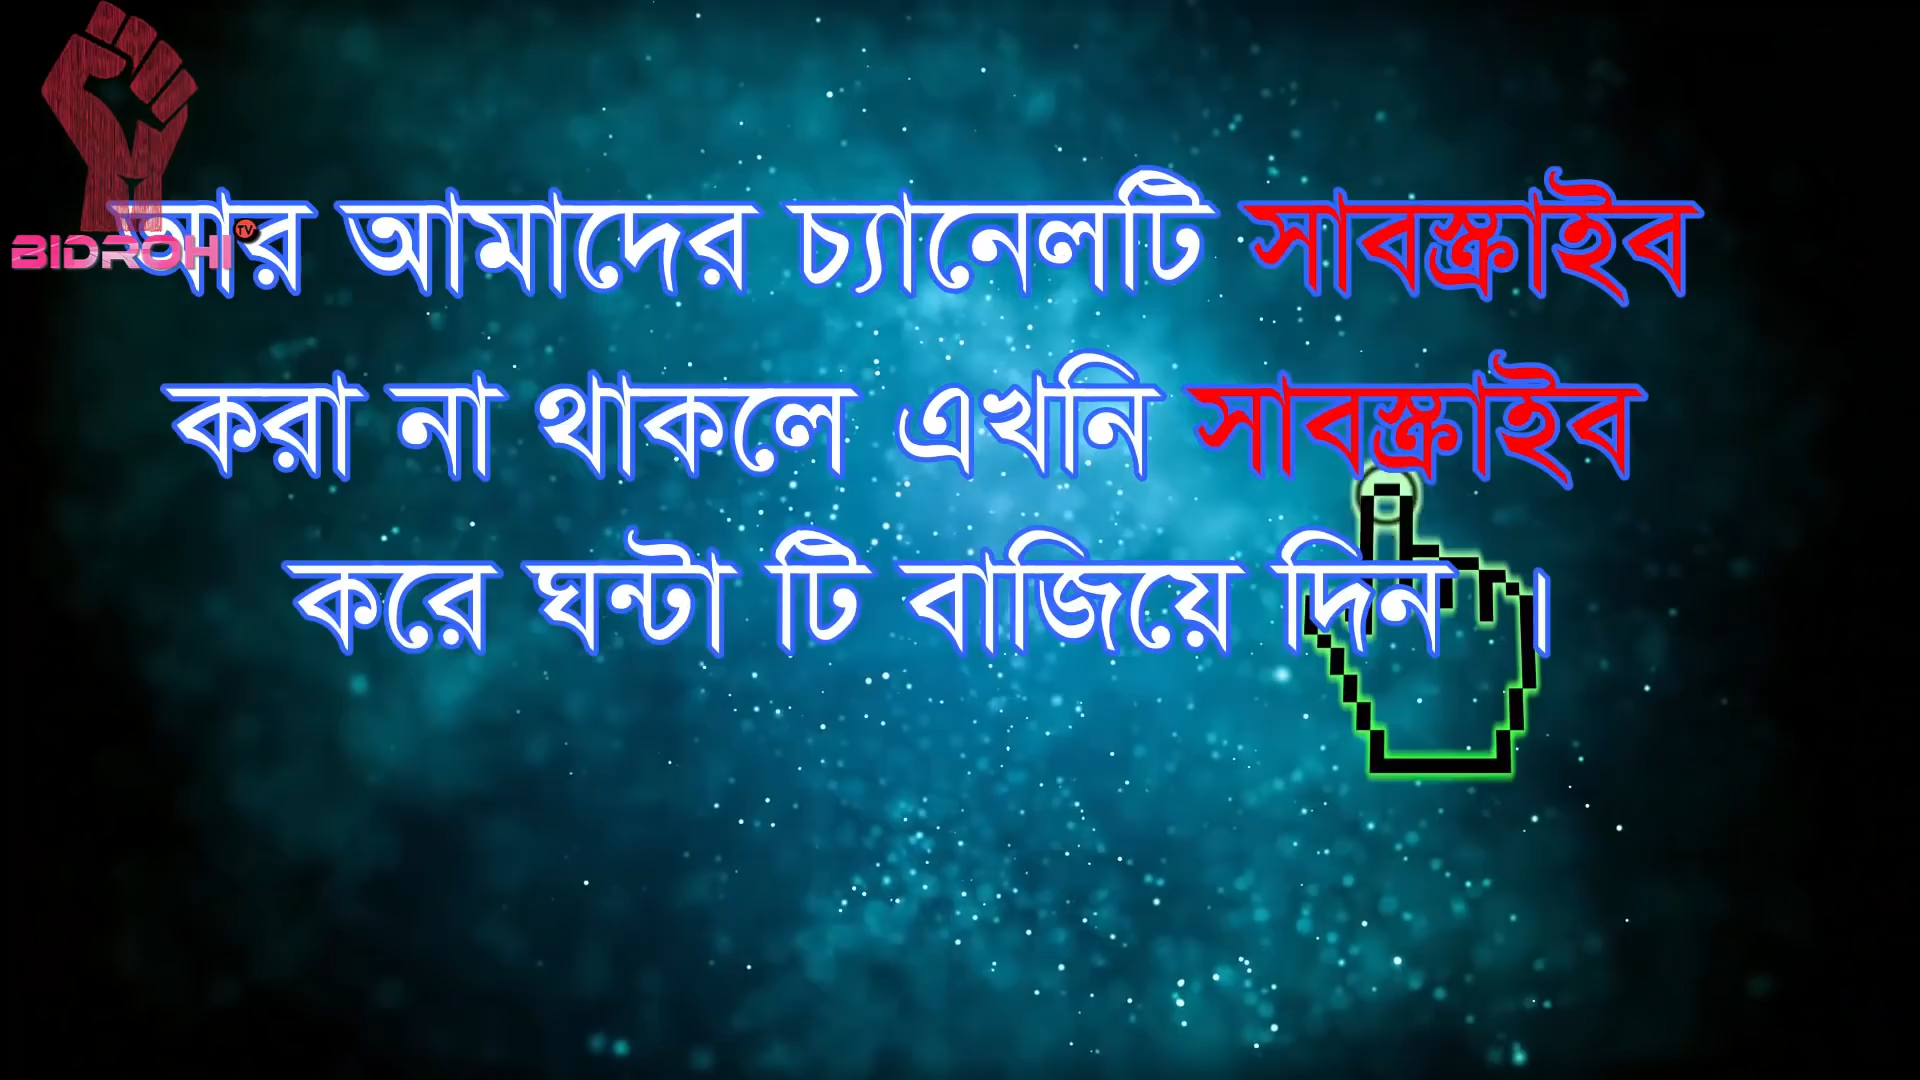 BIDROHI TV
আর আমাদের চ্যানেলটি সাবস্ক্রাইব
করা না থাকলে এখনি সাবস্ক্রাইব
করে ঘন্টা টি বাজিয়ে দিন ।